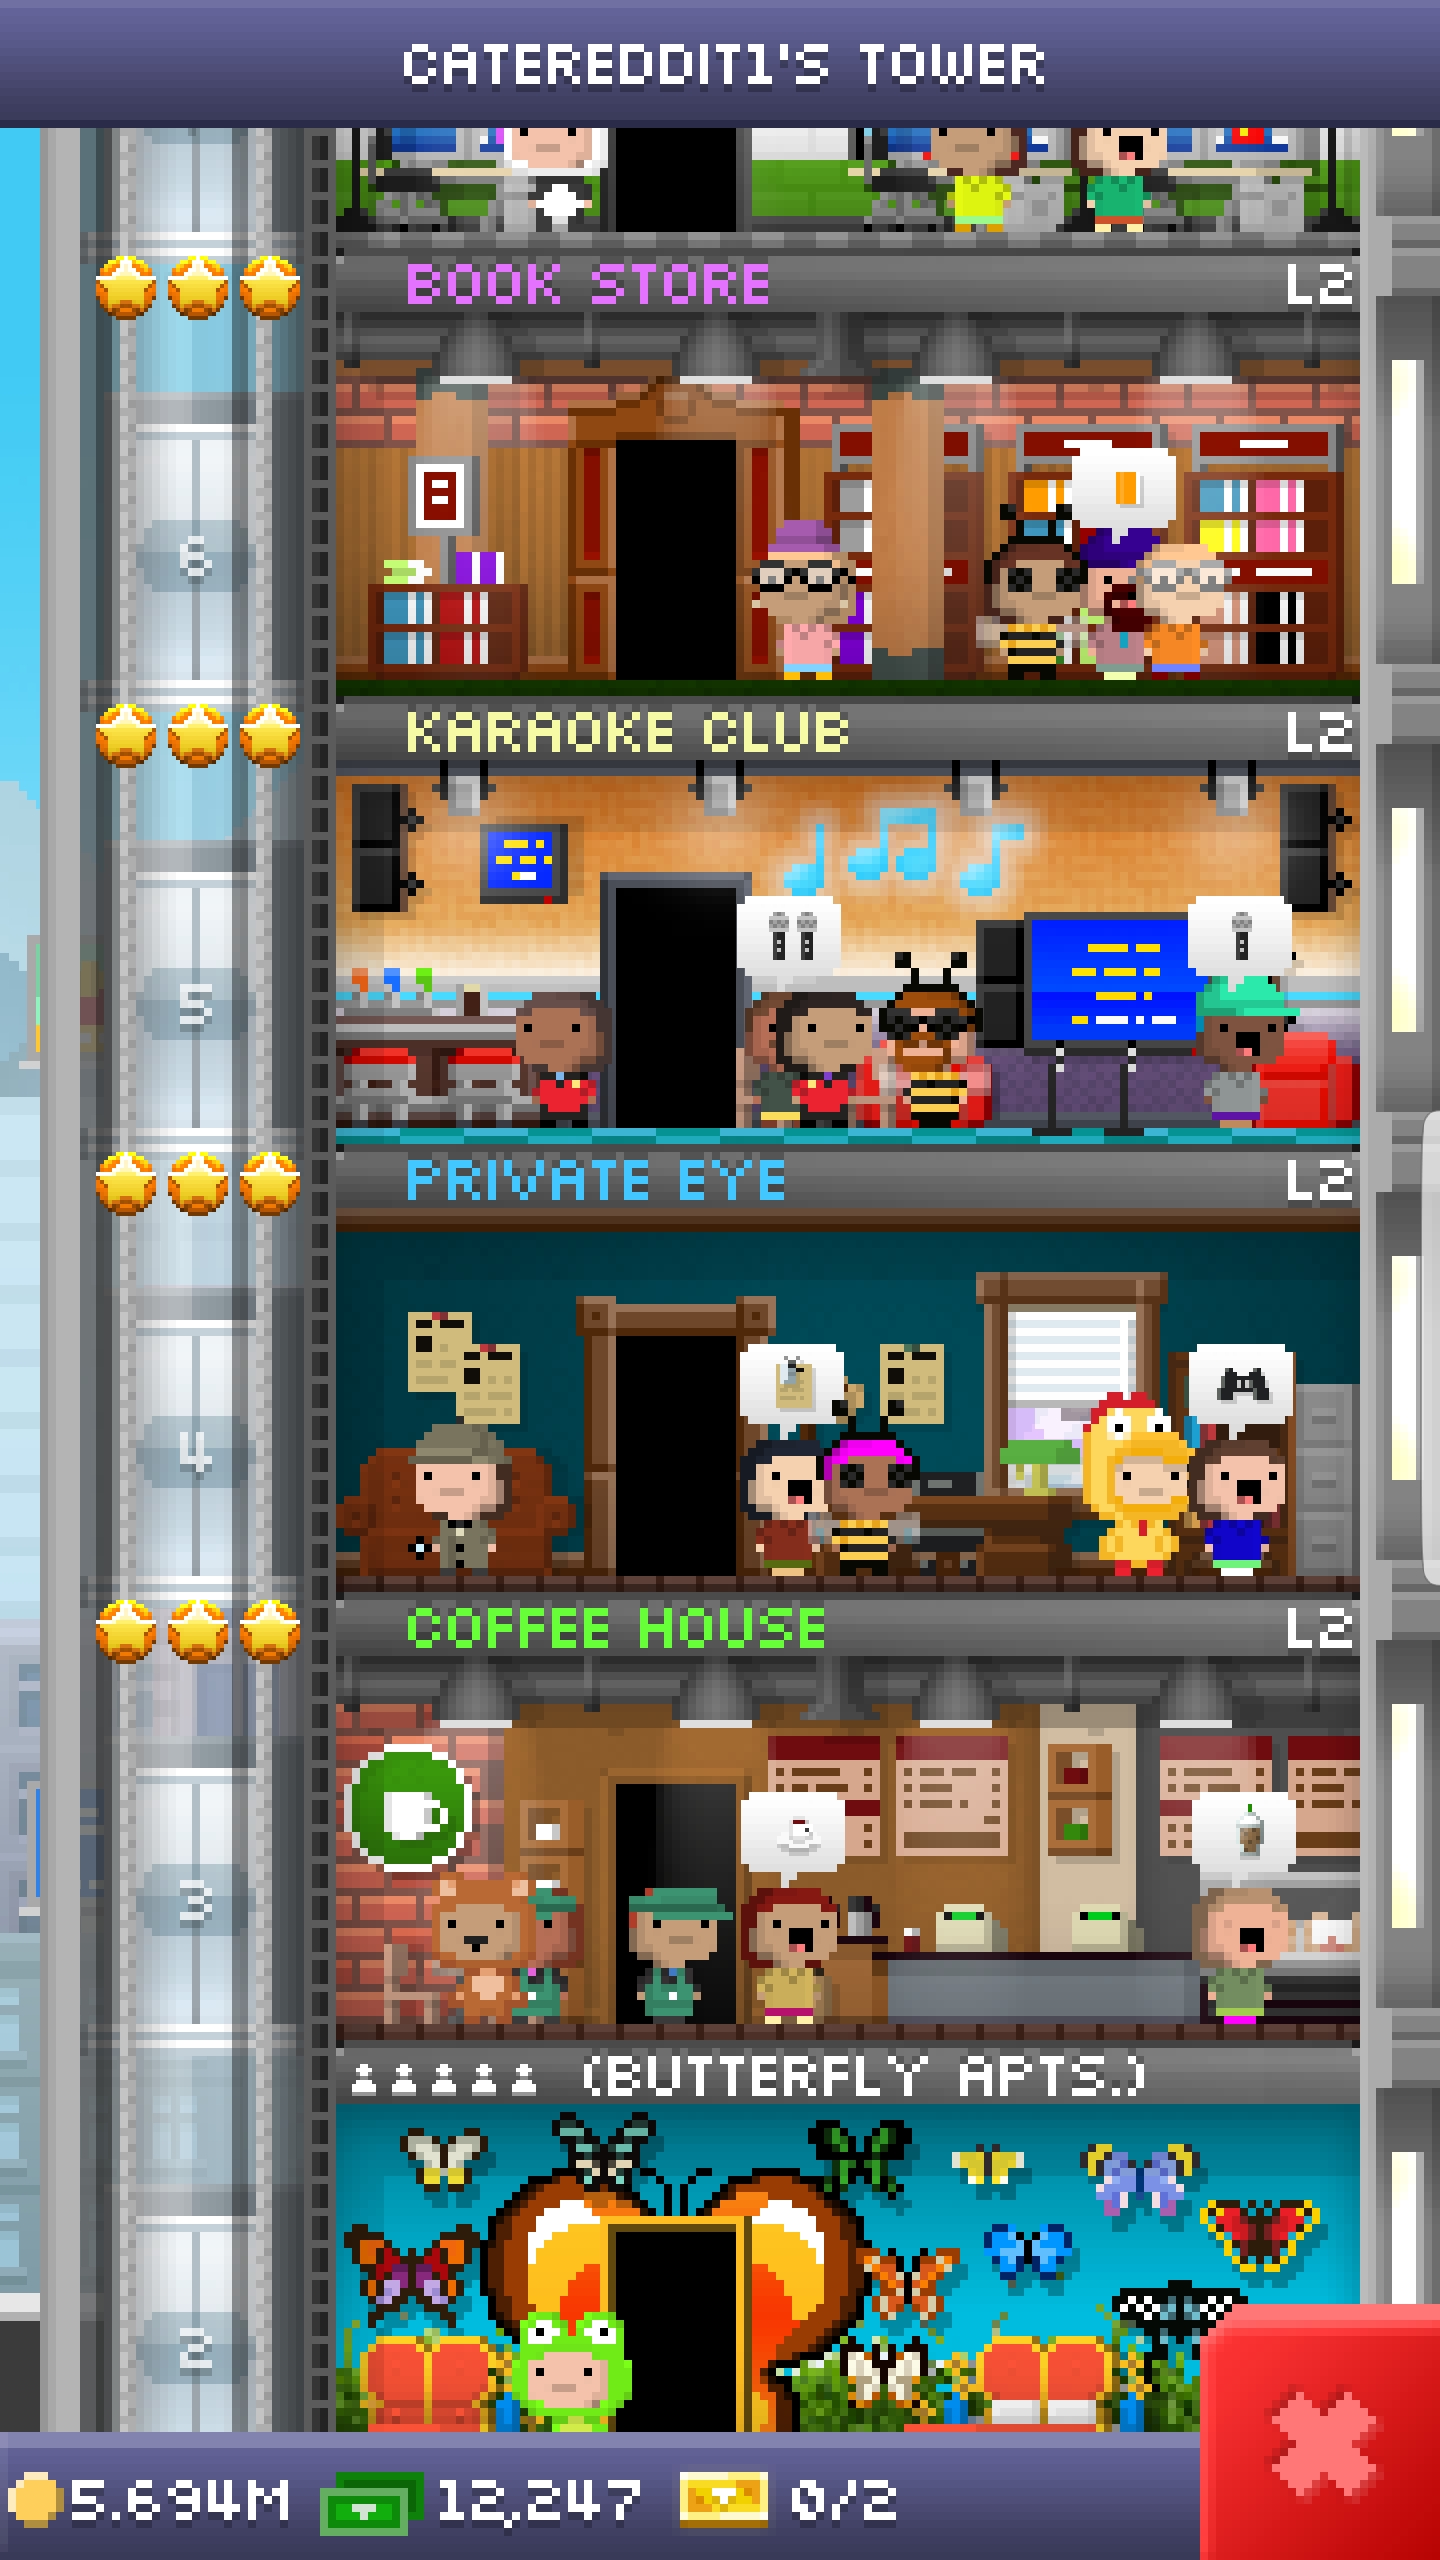 CATEREDDIT1'S TOWER
BOOK STORE L2
6
KARAOKE CLUB L2
5
PRIVATE EYE L2
4
COFFEE HOUSE L2
3
(BUTTERFLY APTS.)
2
5.694M 12,247 0/2